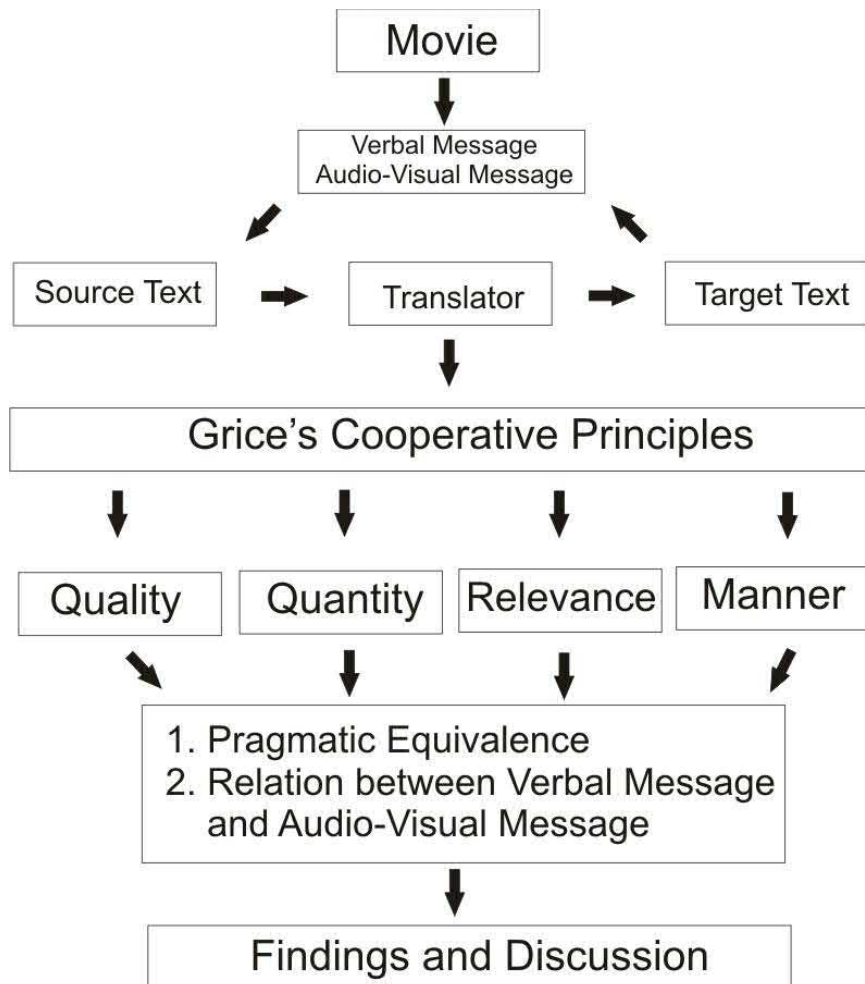 Movie
Verbal Message
Audio-Visual Message
Source Text
Translator
Target Text
Grice’s Cooperative Principles
Quality
Quantity
Relevance
Manner
1. Pragmatic Equivalence
2. Relation between Verbal Message
and Audio-Visual Message
Findings and Discussion